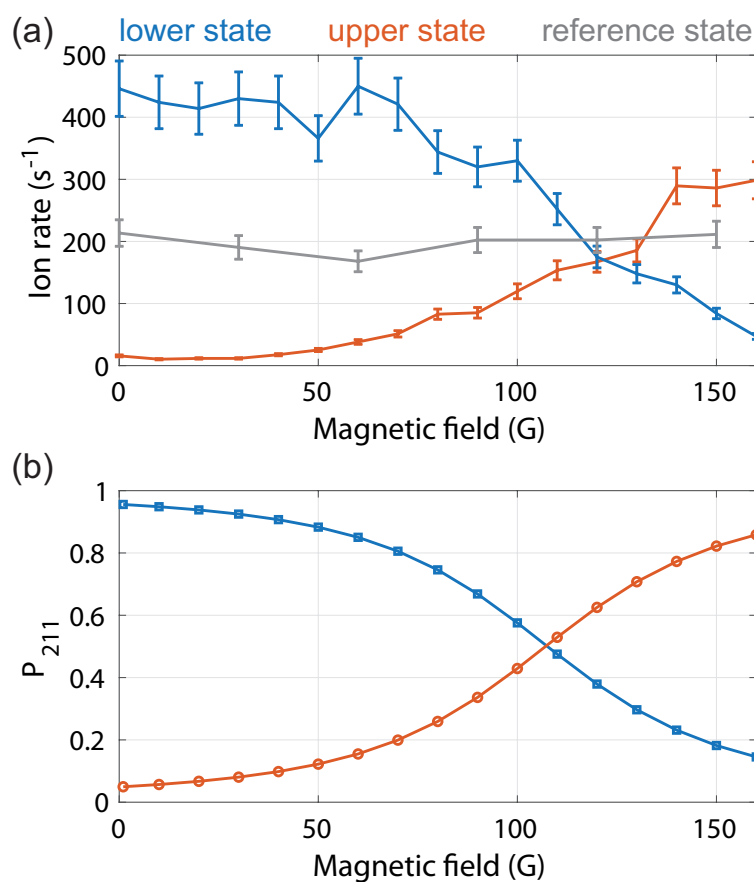 (a) lower state upper state reference state
500
400
300
200
100
0
Ion rate (s⁻¹)
0 50 100 150
Magnetic field (G)
(b)
1
0.8
0.6
0.4
0.2
0
P₂₁₁
0 50 100 150
Magnetic field (G)